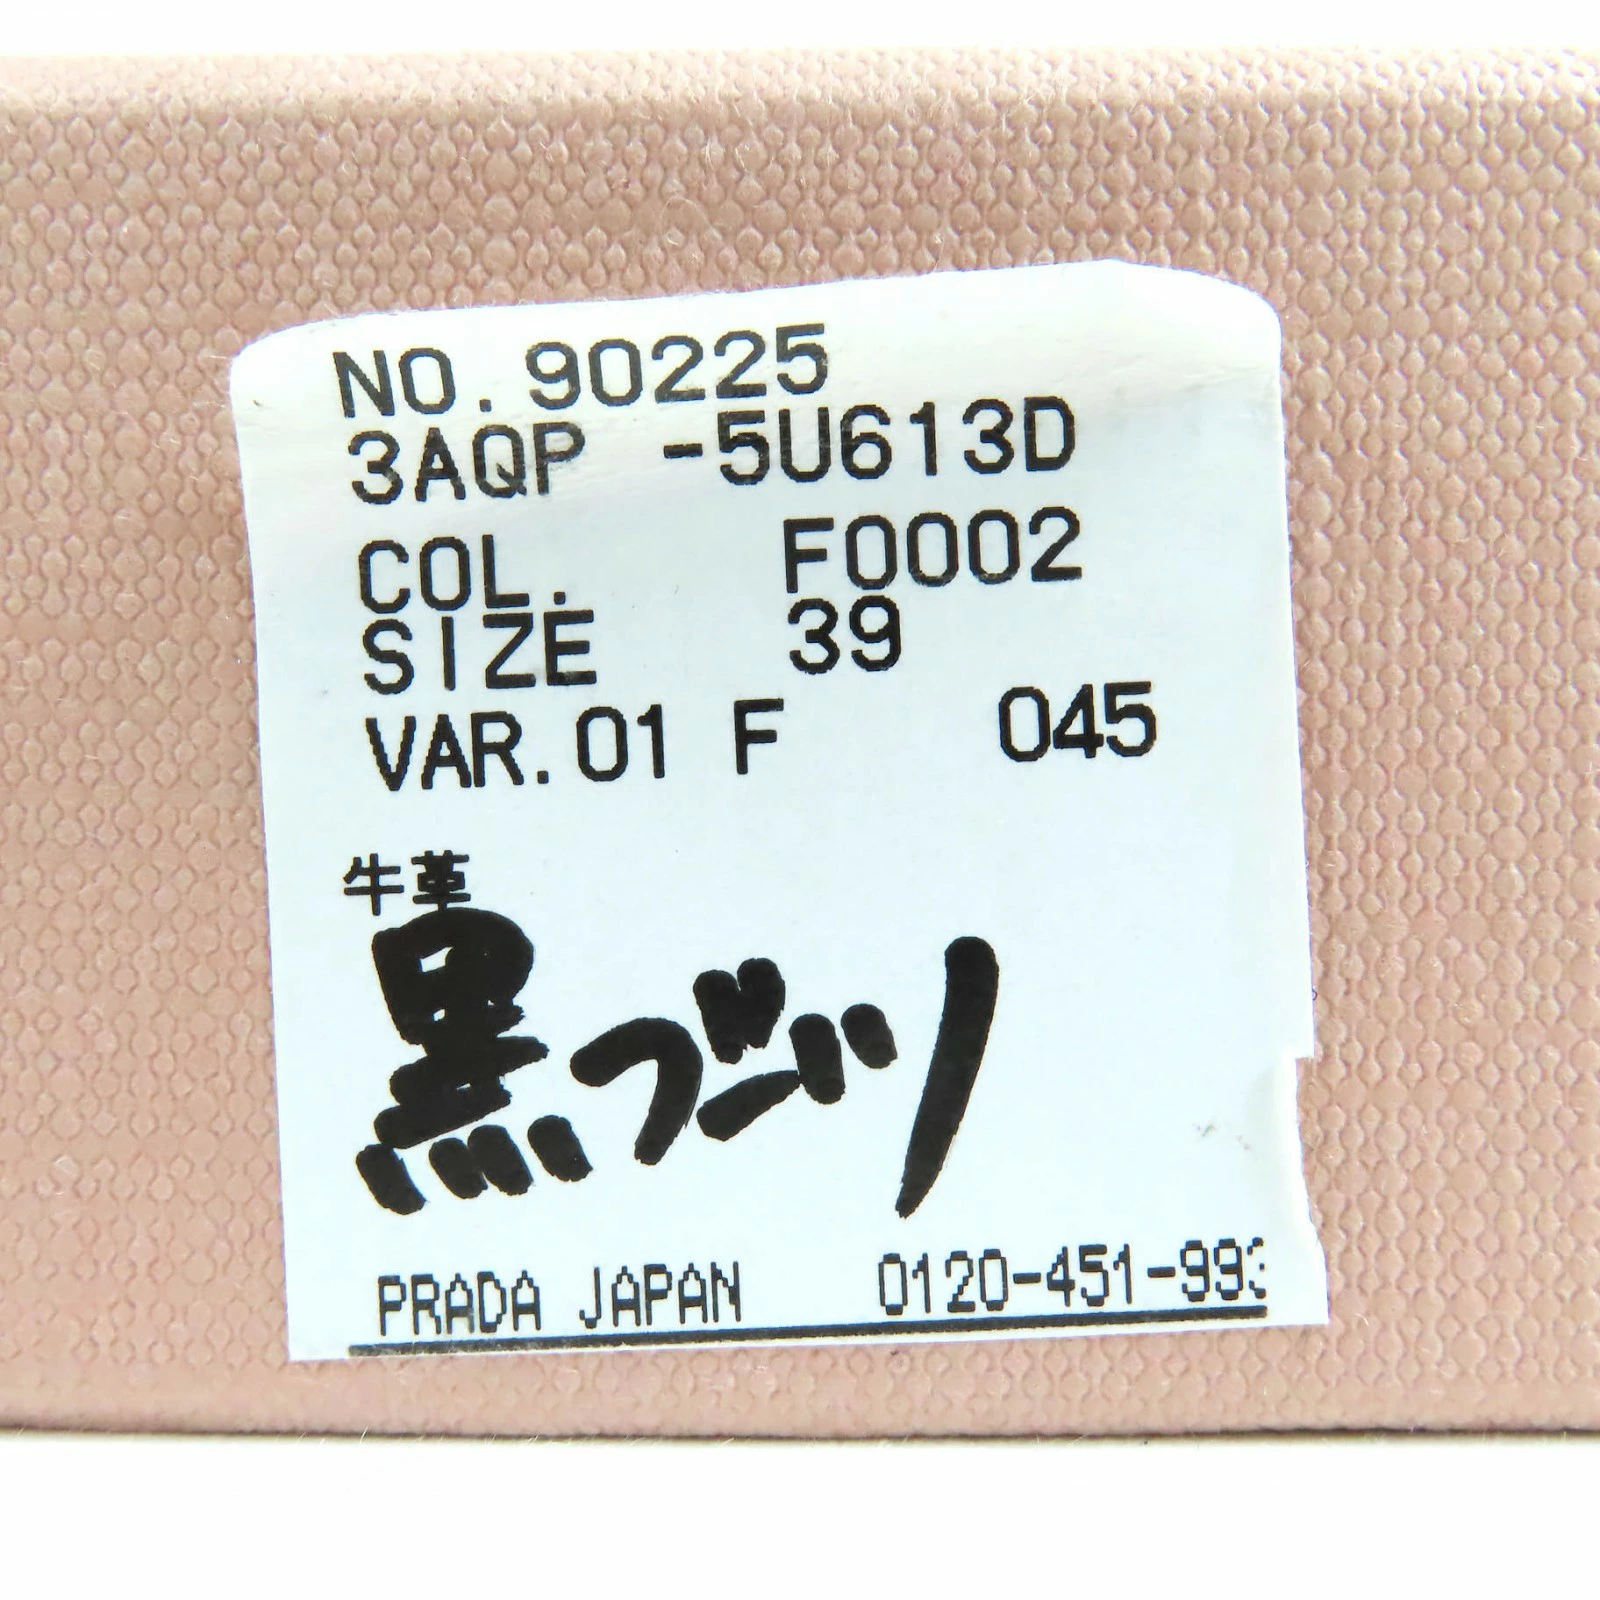 NO.90225
3AQP -5U613D
COL. F0002
SIZE 39
VAR.01 F 045
牛革
黒ブーツ
PRADA JAPAN 0120-451-993